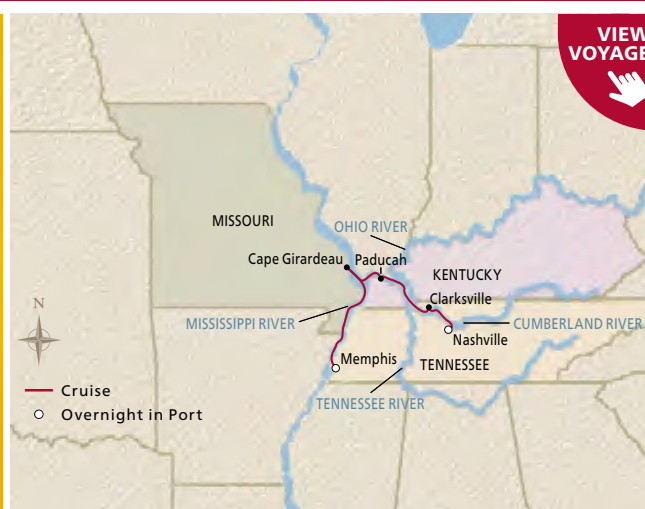 VIEW
VOYAGE
MISSOURI
OHIO RIVER
Cape Girardeau
Paducah
KENTUCKY
Clarksville
MISSISSIPPI RIVER
CUMBERLAND RIVER
Nashville
N
Memphis
TENNESSEE
Cruise
TENNESSEE RIVER
Overnight in Port